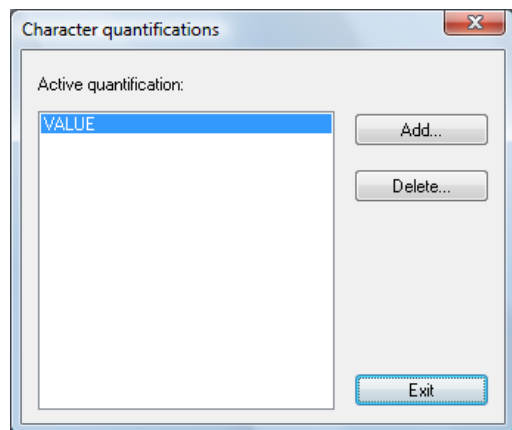 Character quantifications
Active quantification:
VALUE
Add...
Delete...
Exit